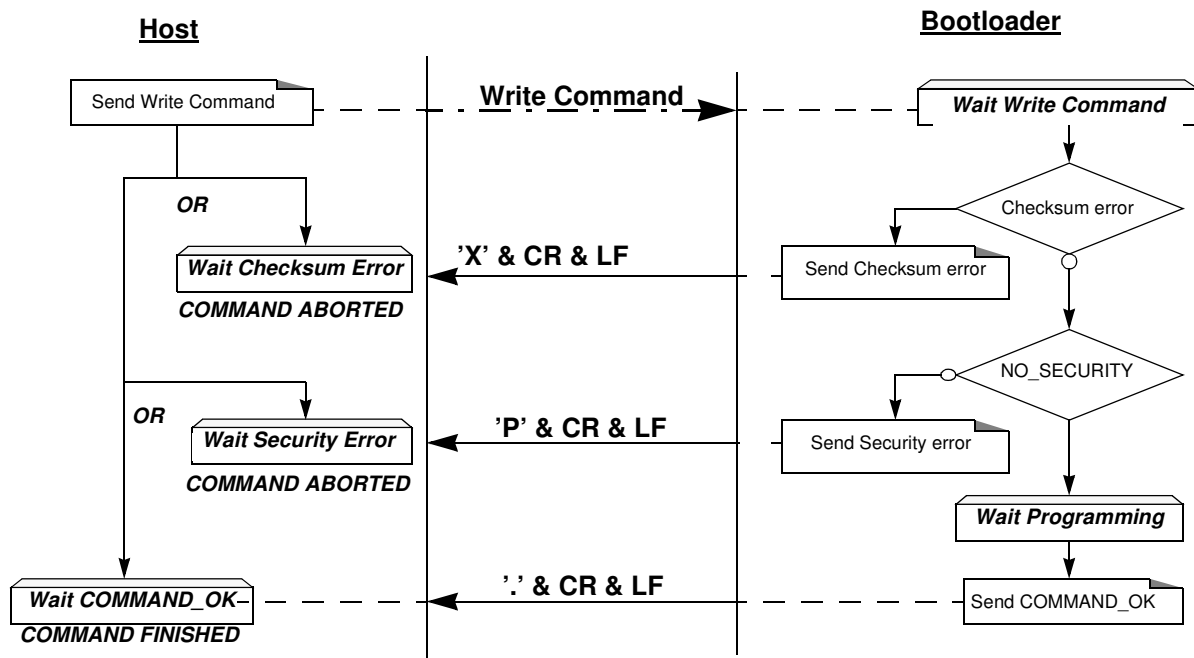 Host
Bootloader
Send Write Command
Write Command
Wait Write Command
OR
Checksum error
Wait Checksum Error
’X’ & CR & LF
Send Checksum error
COMMAND ABORTED
NO_SECURITY
OR
Wait Security Error
’P’ & CR & LF
Send Security error
COMMAND ABORTED
Wait Programming
Wait COMMAND_OK
’.’ & CR & LF
Send COMMAND_OK
COMMAND FINISHED